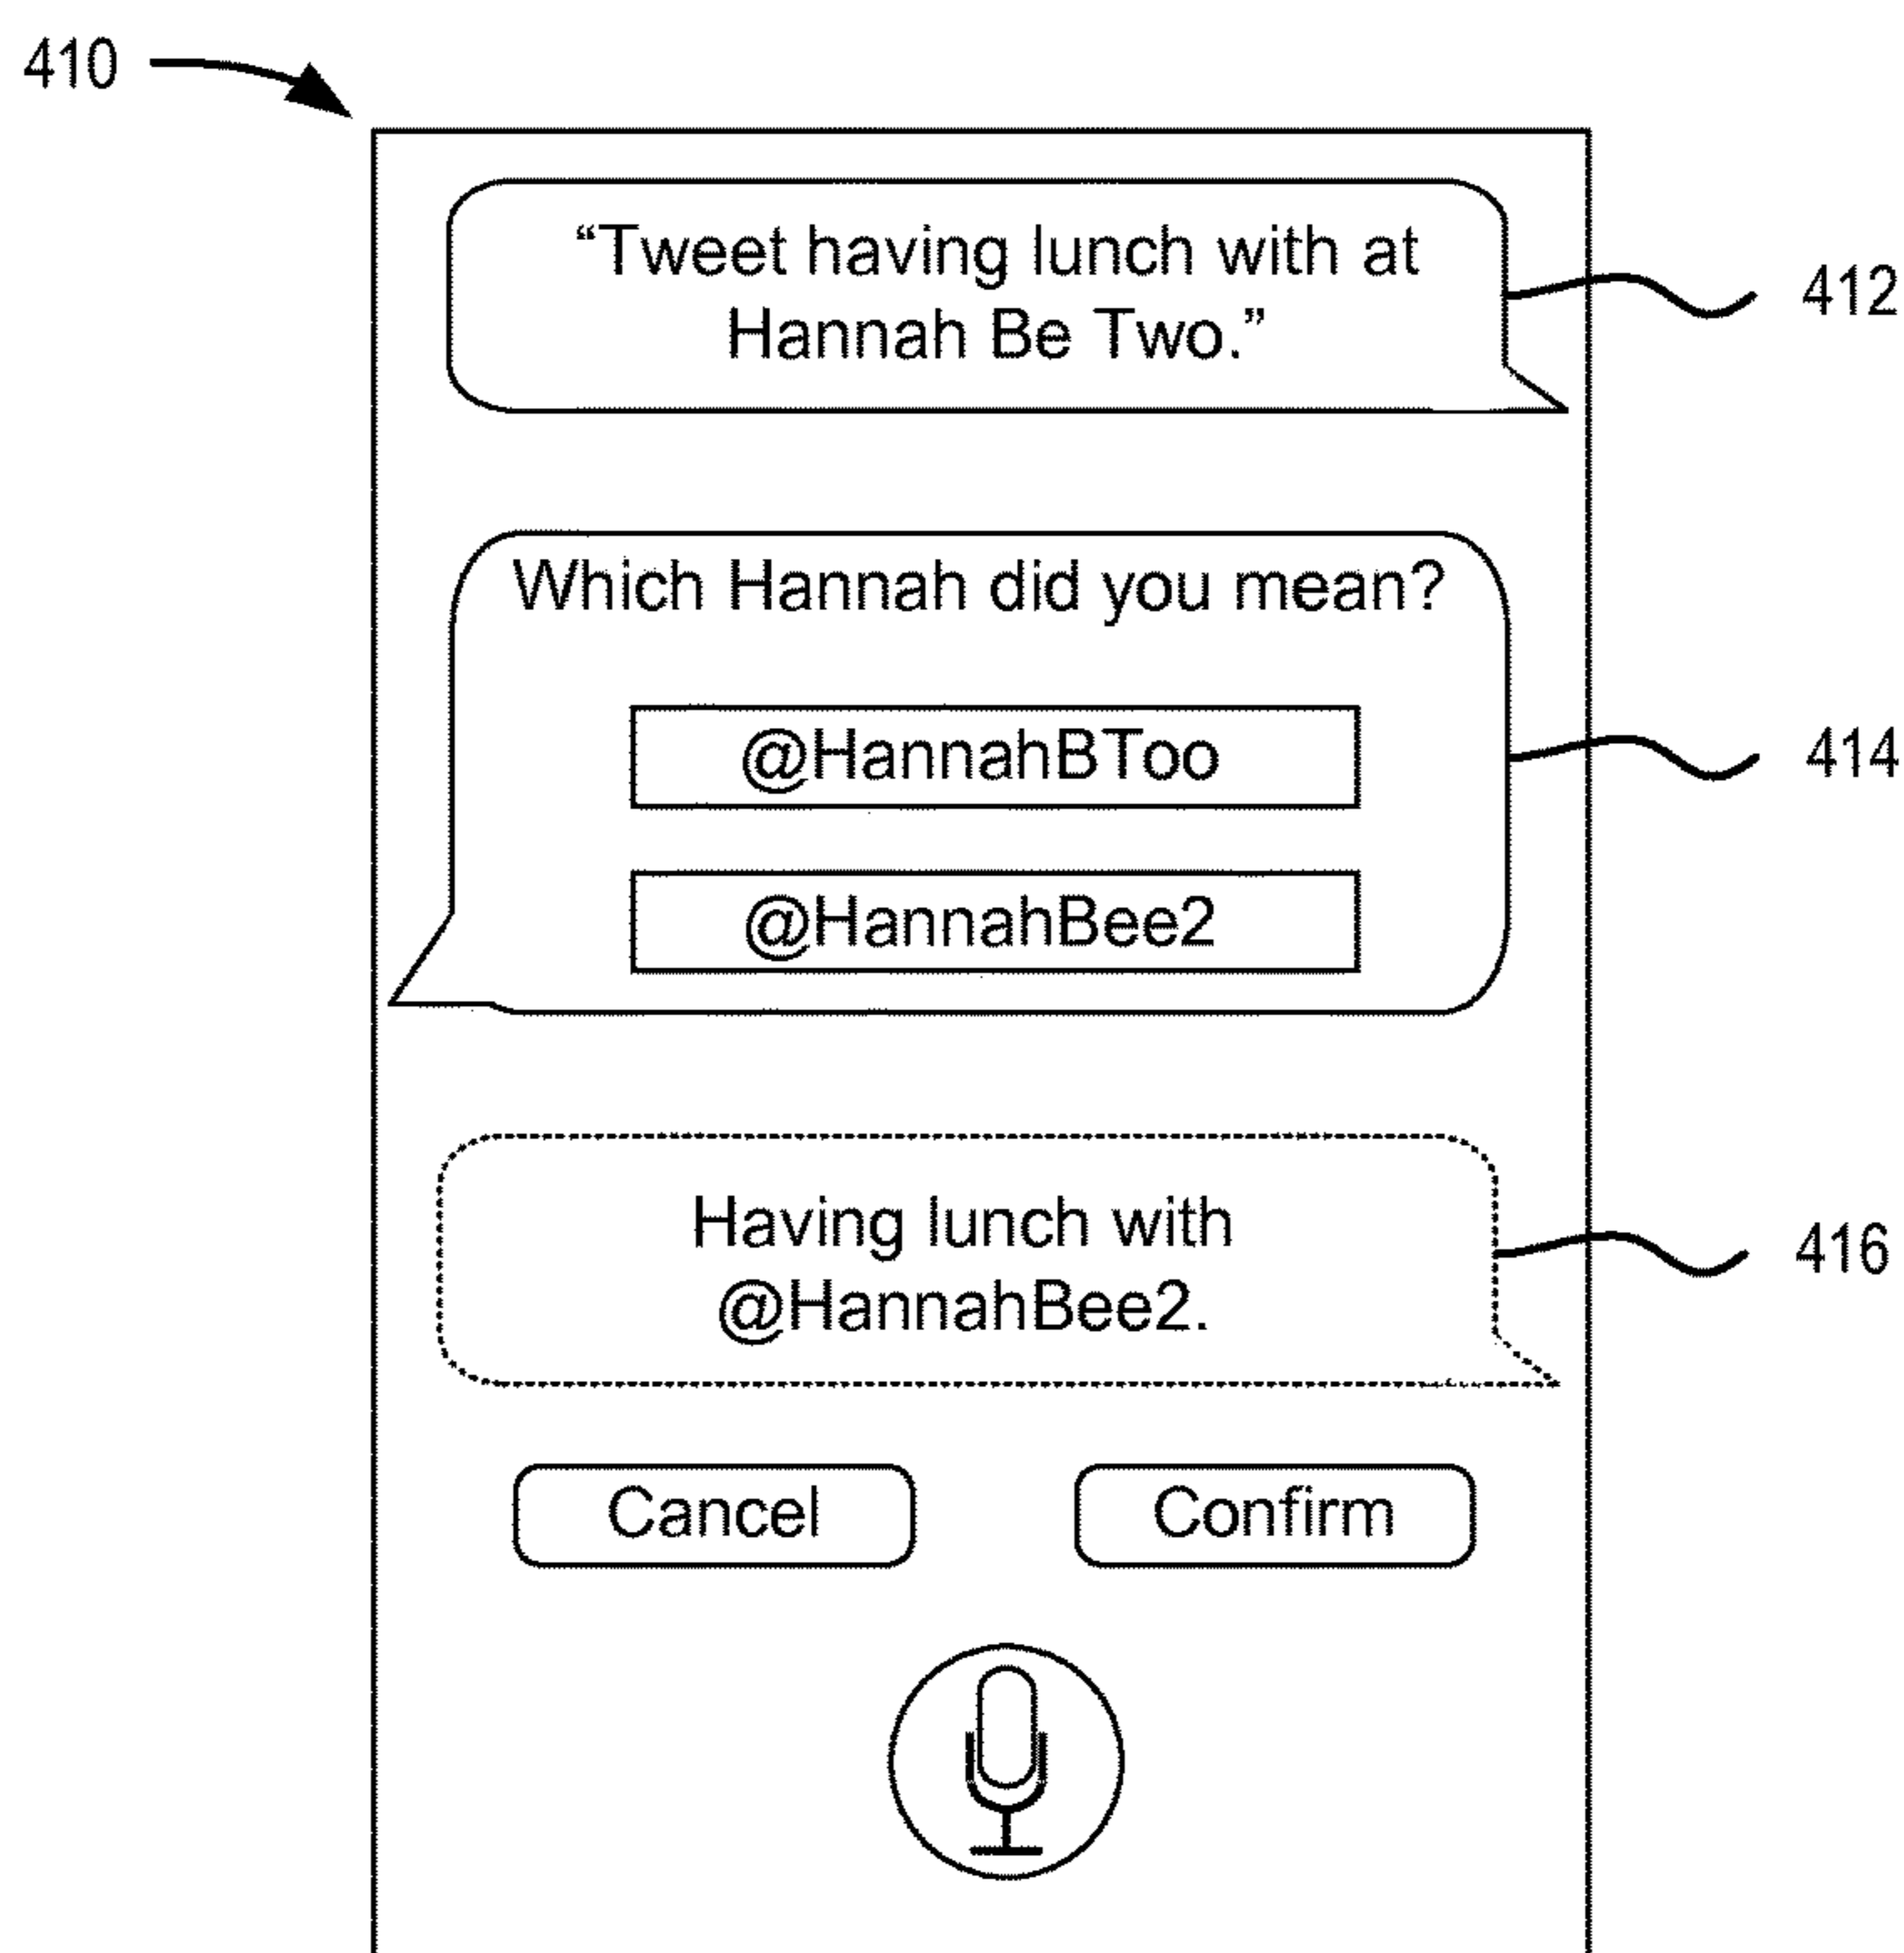 410
“Tweet having lunch with at
Hannah Be Two.”
412
Which Hannah did you mean?
@HannahBToo
414
@HannahBee2
Having lunch with
@HannahBee2.
416
Cancel
Confirm